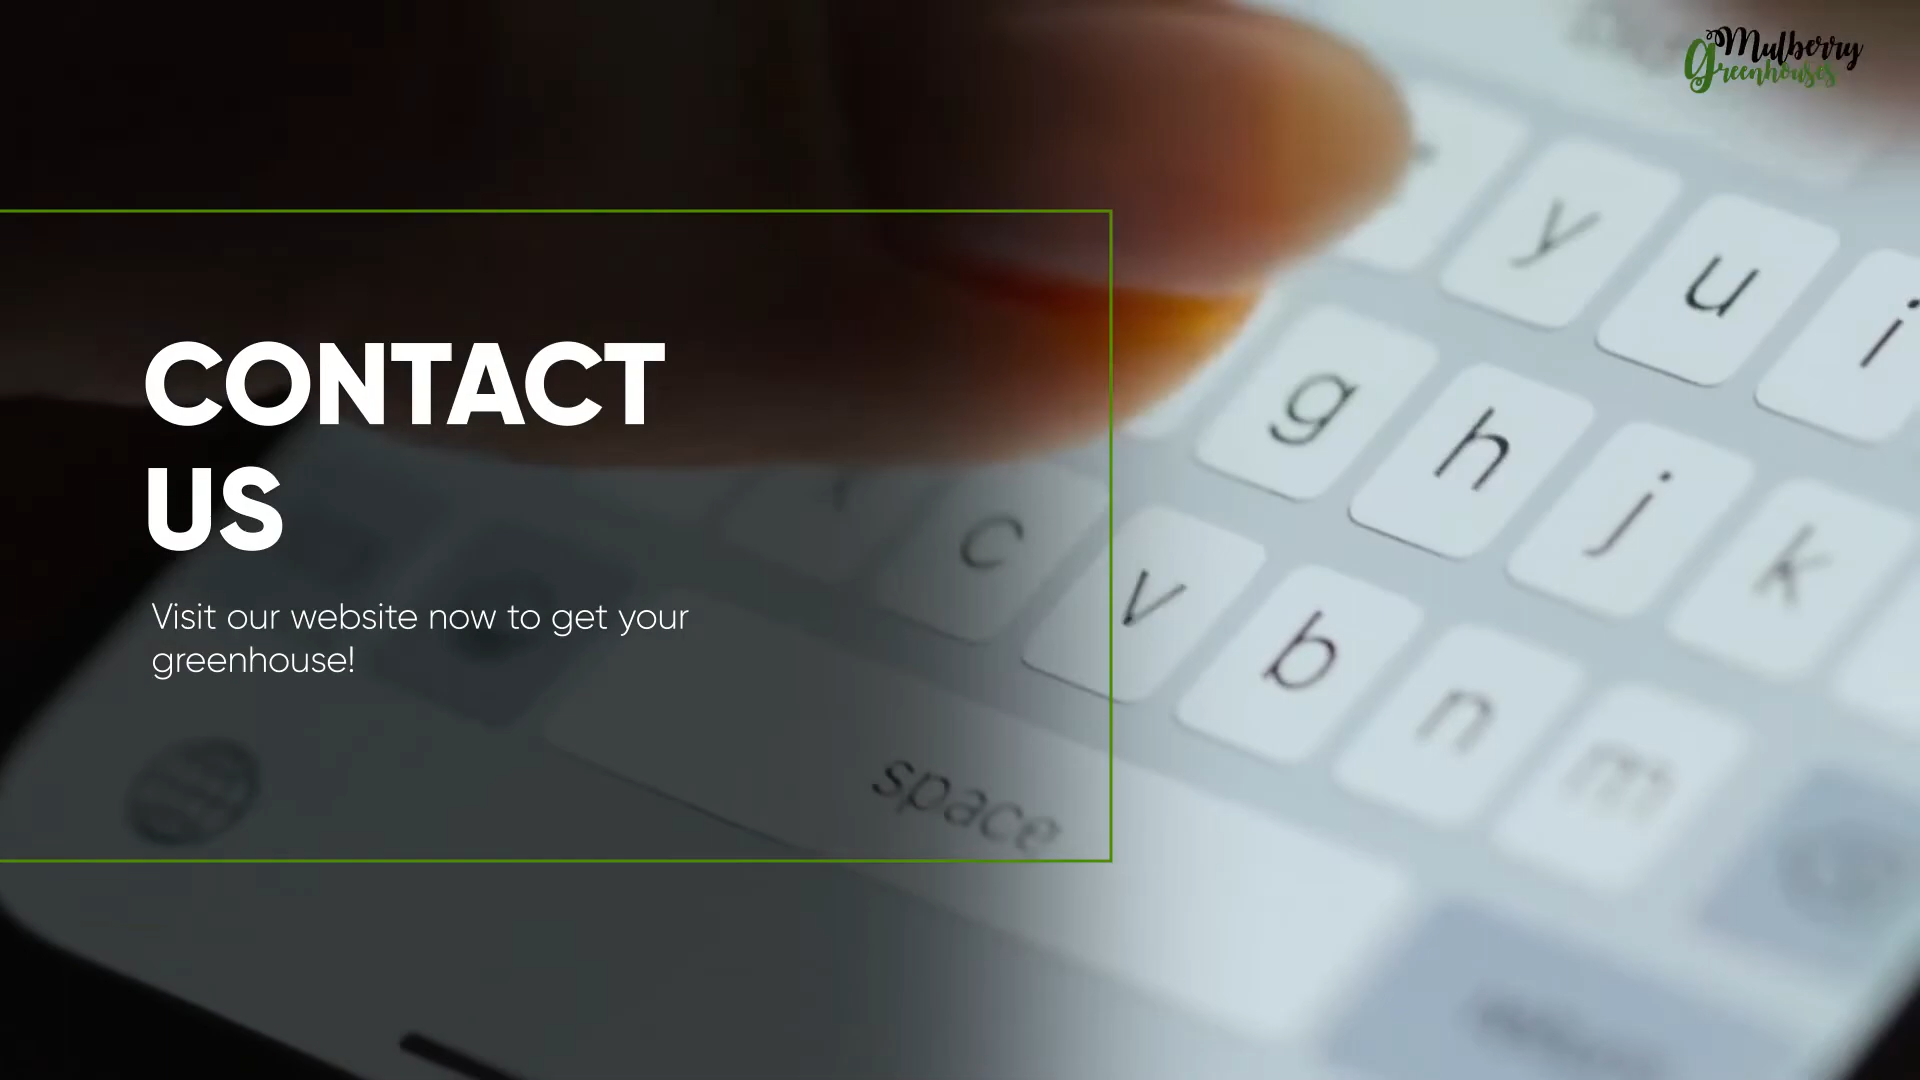 Mulberry
greenhouses
CONTACT
US
Visit our website now to get your
greenhouse!
y
u
i
g
h
j
k
c
v
b
n
m
space